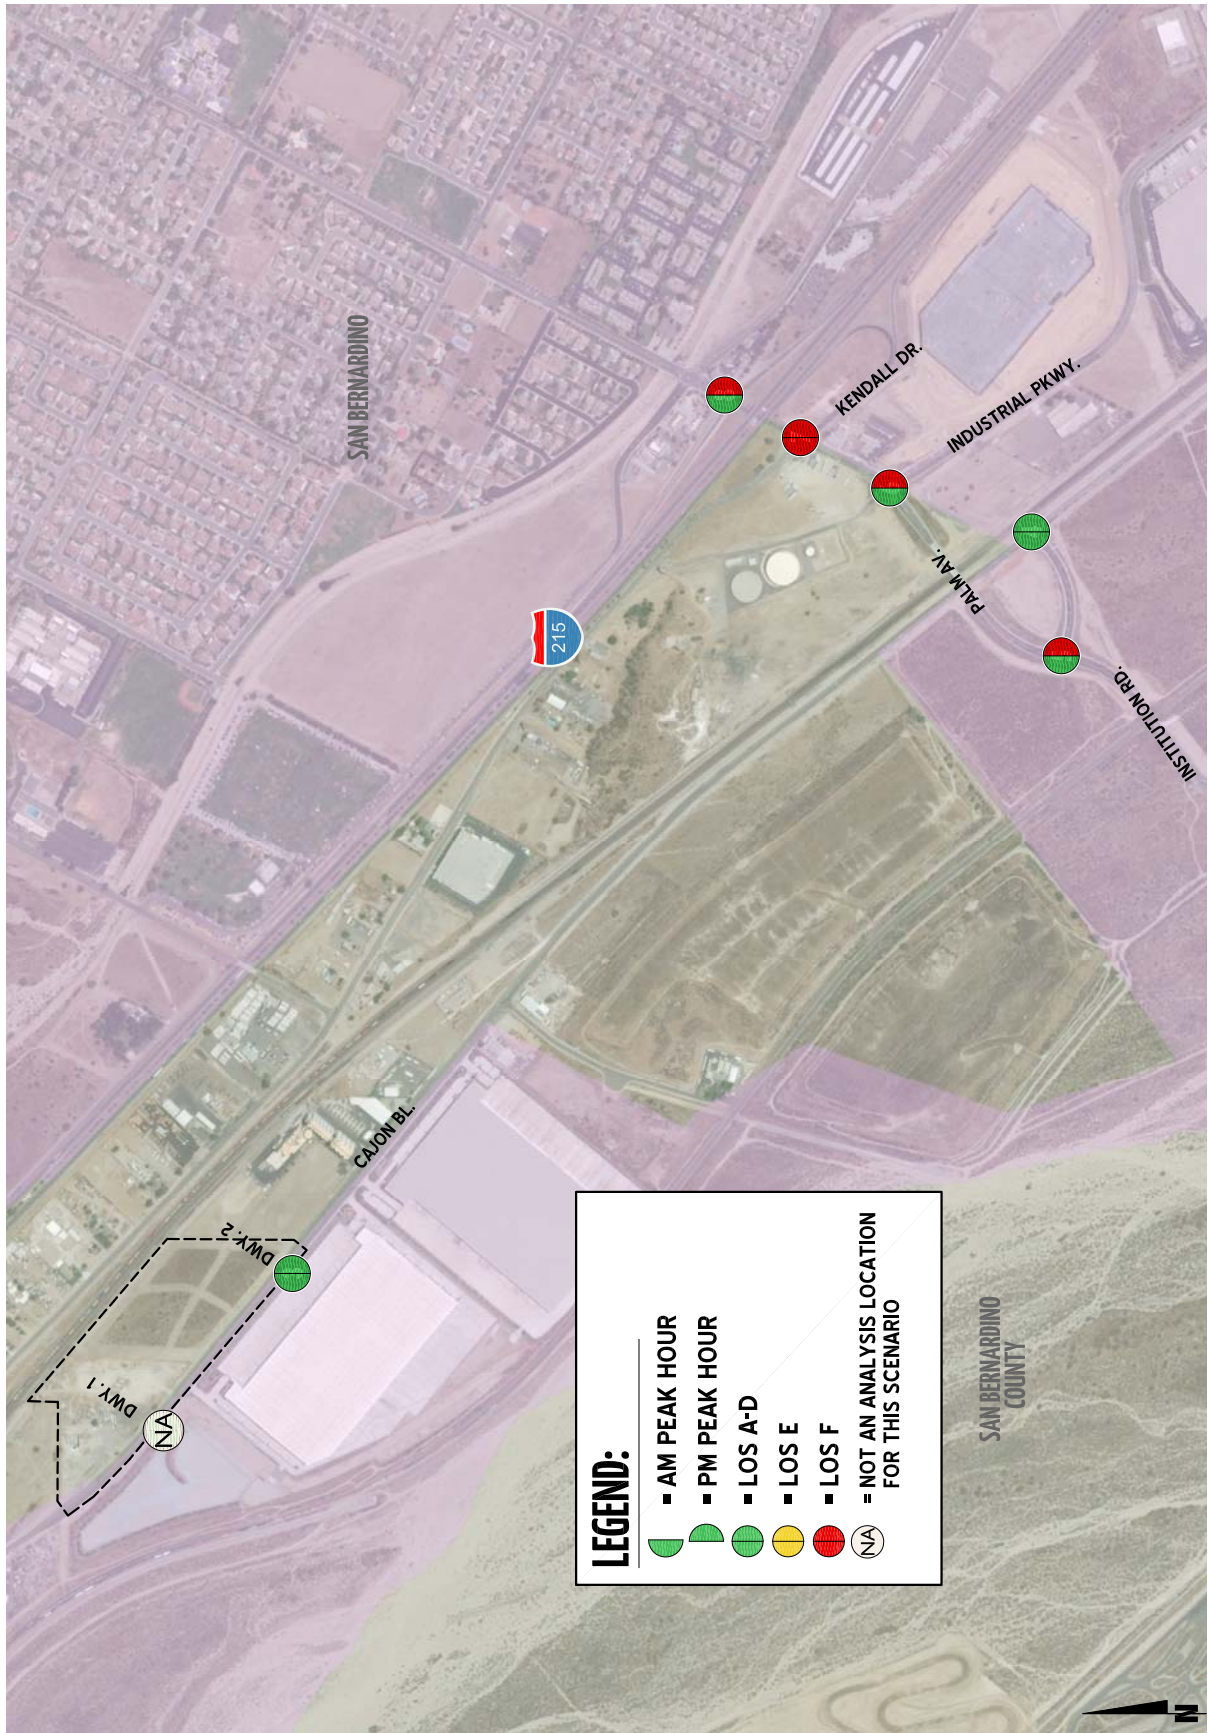 SAN BERNARDINO
215
KENDALL DR.
INDUSTRIAL PKWY.
PALM AV.
INSTITUTION RD.
CAJON BL.
DWY. 2
DWY. 1
NA
SAN BERNARDINO
COUNTY
LEGEND:
= AM PEAK HOUR
= PM PEAK HOUR
= LOS A-D
= LOS E
= LOS F
NA = NOT AN ANALYSIS LOCATION
FOR THIS SCENARIO
N